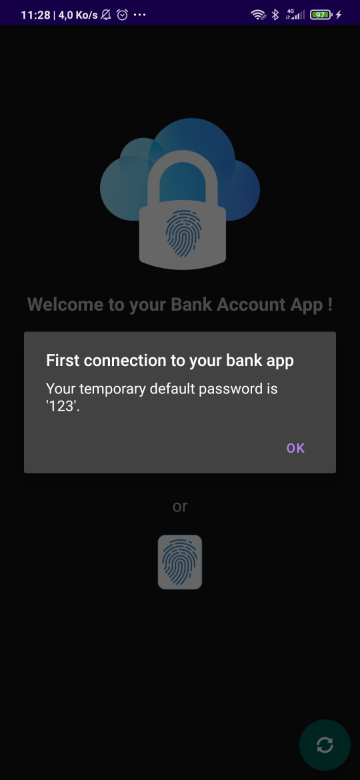 11:28 | 4,0 Ko/s ··· 4G 97
Welcome to your Bank Account App !
First connection to your bank app
Your temporary default password is
'123'.
OK
or